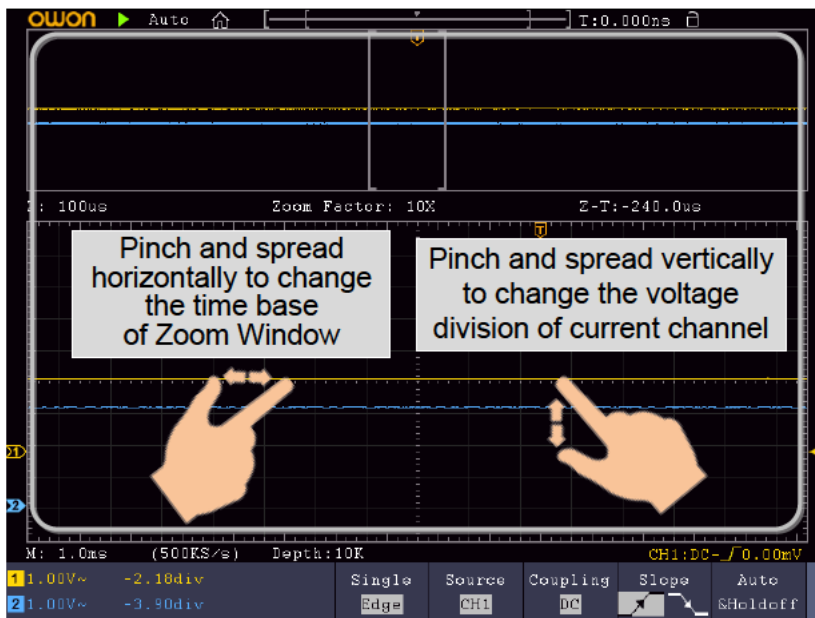 OWON Auto T:0.000ns
T
Z: 100us Zoom Factor: 10X Z-T:-240.0us
T
Pinch and spread
horizontally to change
the time base
of Zoom Window
Pinch and spread vertically
to change the voltage
division of current channel
1
2
M: 1.0ms (500KS/s) Depth:10K CH1:DC-0.00mV
1 1.00V~ -2.18div
2 1.00V~ -3.90div
Single Source Coupling Slope Auto
Edge CH1 DC &Holdoff